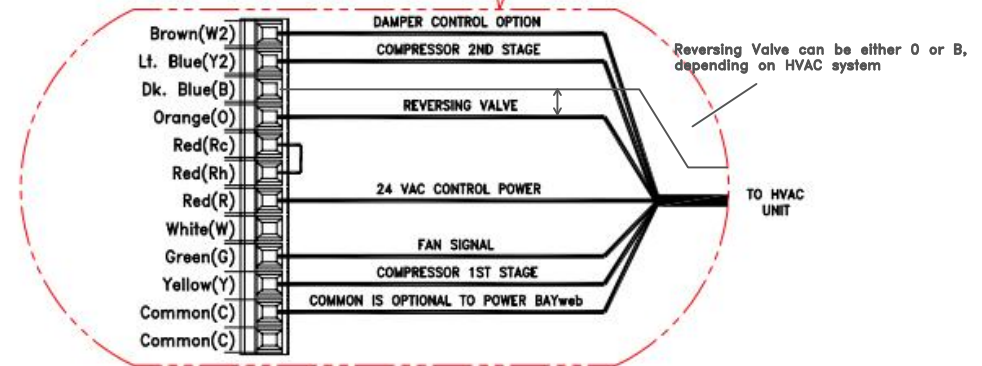 Brown(W2)
DAMPER CONTROL OPTION
Lt. Blue(Y2)
COMPRESSOR 2ND STAGE
Reversing Valve can be either O or B,
depending on HVAC system
Dk. Blue(B)
Orange(O)
REVERSING VALVE
Red(Rc)
Red(Rh)
Red(R)
24 VAC CONTROL POWER
TO HVAC
UNIT
White(W)
Green(G)
FAN SIGNAL
Yellow(Y)
COMPRESSOR 1ST STAGE
Common(C)
COMMON IS OPTIONAL TO POWER BAYweb
Common(C)